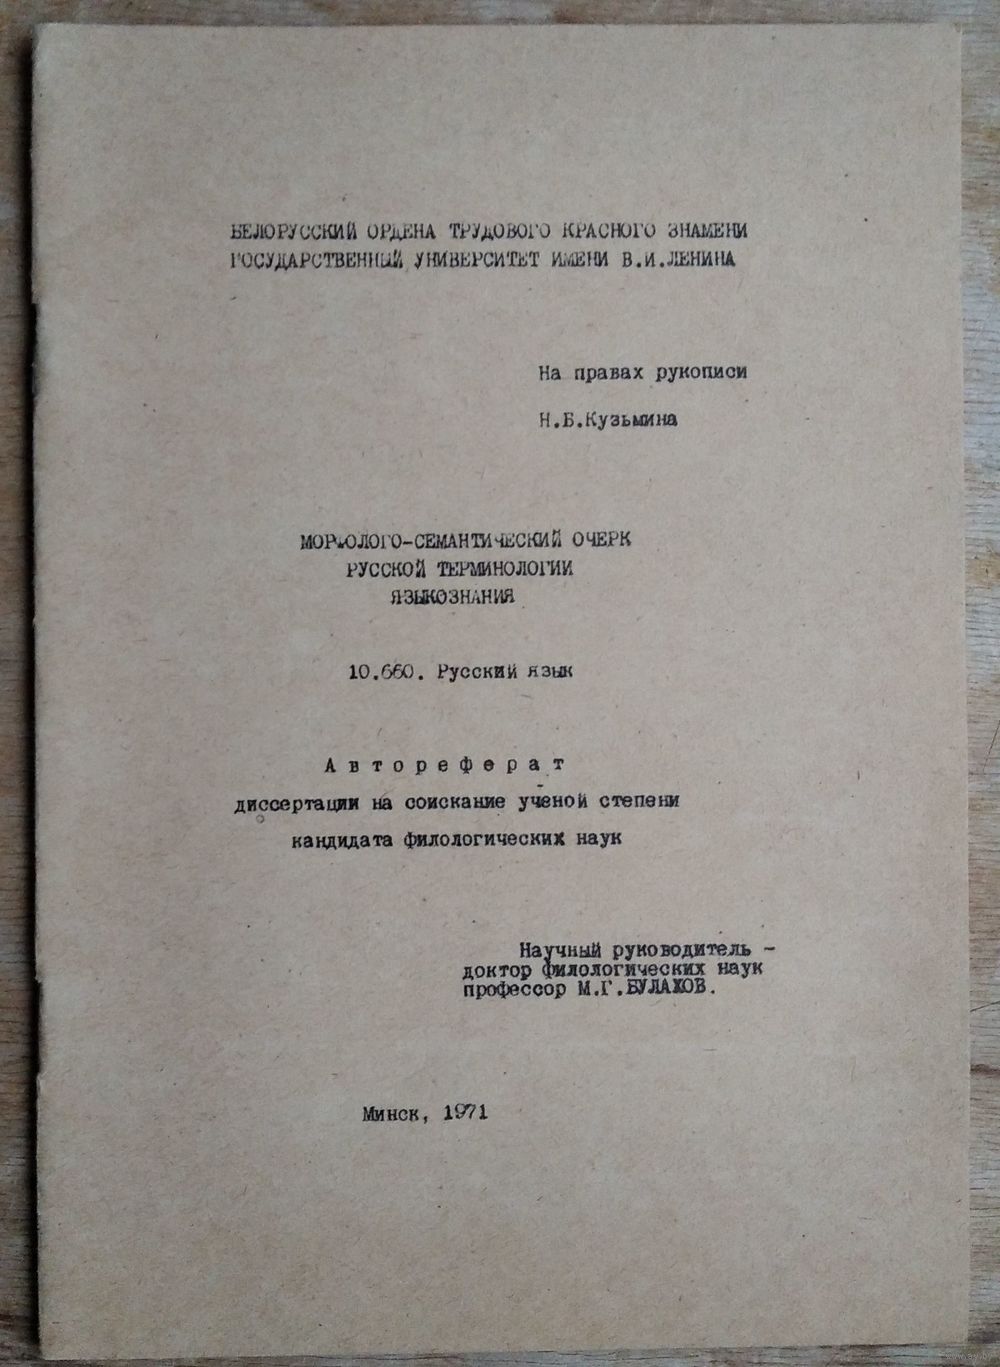 БЕЛОРУССКИЙ ОРДЕНА ТРУДОВОГО КРАСНОГО ЗНАМЕНИ
ГОСУДАРСТВЕННЫЙ УНИВЕРСИТЕТ ИМЕНИ В.И.ЛЕНИНА
На правах рукописи
Н.Б.Кузьмина
МОРФОЛОГО-СЕМАНТИЧЕСКИЙ ОЧЕРК
РУССКОЙ ТЕРМИНОЛОГИИ
ЯЗЫКОЗНАНИЯ
10.660. Русский язык
Автореферат
диссертации на соискание ученой степени
кандидата филологических наук
Научный руководитель -
доктор филологических наук
профессор М.Г.БУЛАХОВ.
Минск, 1971